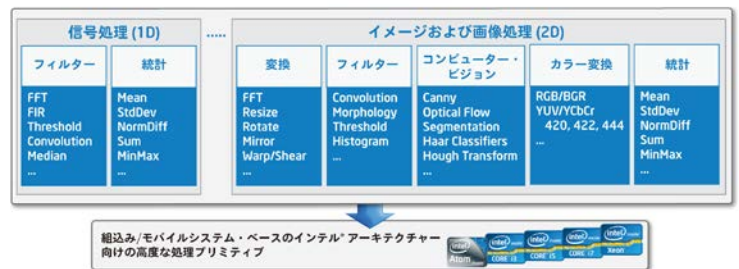 信号処理 (1D)
.....
イメージおよび画像処理 (2D)
フィルター
統計
変換
フィルター
コンピューター・
ビジョン
カラー変換
統計
FFT
FIR
Threshold
Convolution
Median
...
Mean
StdDev
NormDiff
Sum
MinMax
...
FFT
Resize
Rotate
Mirror
Warp/Shear
...
Convolution
Morphology
Threshold
Histogram
...
Canny
Optical Flow
Segmentation
Haar Classifiers
Hough Transform
...
RGB/BGR
YUV/YCbCr
420, 422, 444
...
Mean
StdDev
NormDiff
Sum
MinMax
...
組込み/モバイルシステム・ベースのインテル® アーキテクチャー
向けの高度な処理プリミティブ
intel
Atom
intel
CORE i3
intel
CORE i5
intel
CORE i7
intel
Xeon